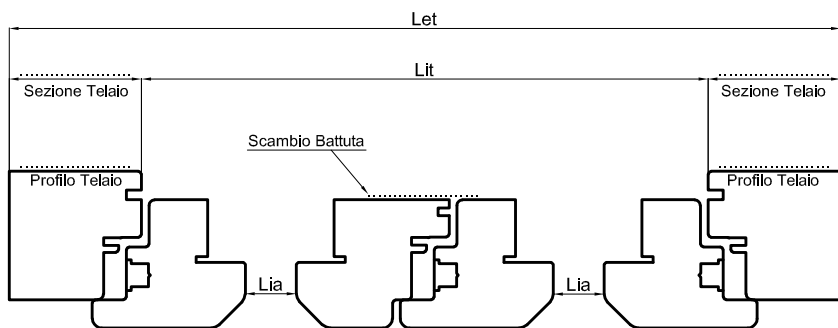 Let
Lit
Sezione Telaio
Sezione Telaio
Scambio Battuta
Profilo Telaio
Profilo Telaio
Lia
Lia